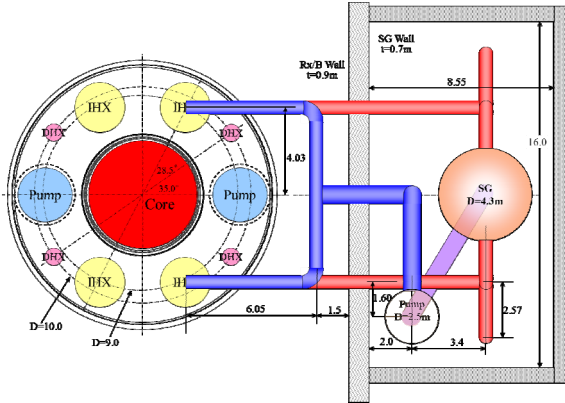 Rx/B Wall
t=0.9m
SG Wall
t=0.7m
8.55
16.0
IHX
IH
DHX
DHX
4.03
28.5°
33.0°
Pump
Core
Pump
SG
D=4.3m
DHX
DHX
IHX
IH
1.60
Pump
D=2.5m
2.57
6.05
1.5
2.0
3.4
D=10.0
D=9.0